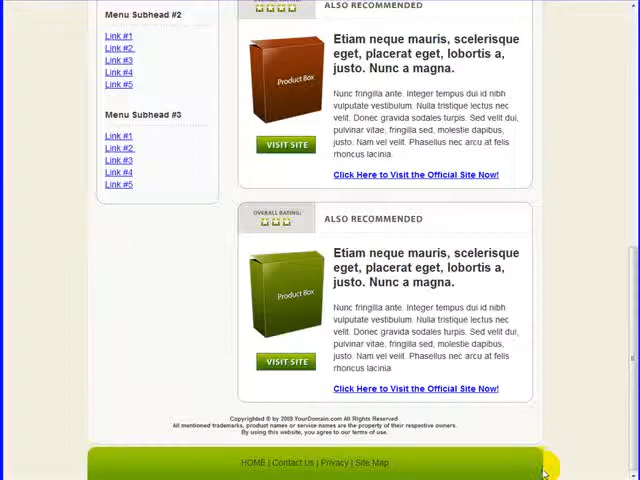 Menu Subhead #2
Link #1
Link #2
Link #3
Link #4
Link #5
Menu Subhead #3
Link #1
Link #2
Link #3
Link #4
Link #5
ALSO RECOMMENDED
Etiam neque mauris, scelerisque
eget, placerat eget, lobortis a,
justo. Nunc a magna.
Product Box
Nunc fringilla ante. Integer tempus dui id nibh
vulputate vestibulum. Nulla tristique lectus nec
velit. Donec gravida sodales turpis. Sed velit dui,
pulvinar vitae, fringilla sed, molestie dapibus,
justo. Nam vel velit. Phasellus nec arcu at felis
rhoncus lacinia
VISIT SITE
Click Here to Visit the Official Site Now!
OVERALL RATING:
ALSO RECOMMENDED
Etiam neque mauris, scelerisque
eget, placerat eget, lobortis a,
justo. Nunc a magna.
Product Box
Nunc fringilla ante. Integer tempus dui id nibh
vulputate vestibulum. Nulla tristique lectus nec
velit. Donec gravida sodales turpis. Sed velit dui,
pulvinar vitae, fringilla sed, molestie dapibus,
justo. Nam vel velit. Phasellus nec arcu at felis
rhoncus lacinia
VISIT SITE
Click Here to Visit the Official Site Now!
Copyrighted © by 2009 YourDomain.com All Rights Reserved
All mentioned trademarks, product names or service names are the property of their respective owners.
By using this website, you agree to our terms of use.
HOME | Contact Us | Privacy | Site Map